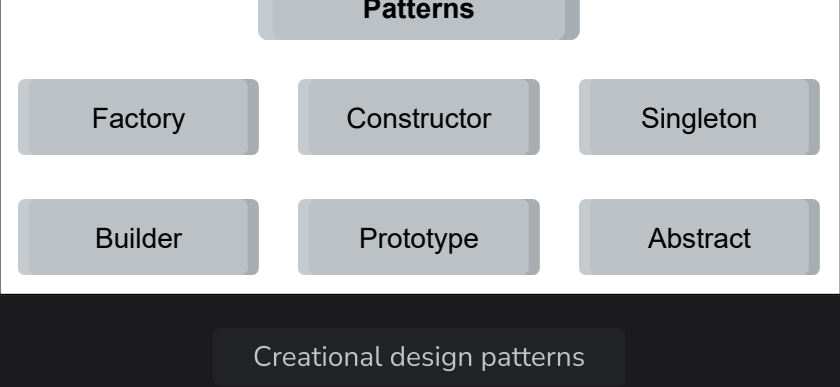 Patterns
Factory
Constructor
Singleton
Builder
Prototype
Abstract
Creational design patterns